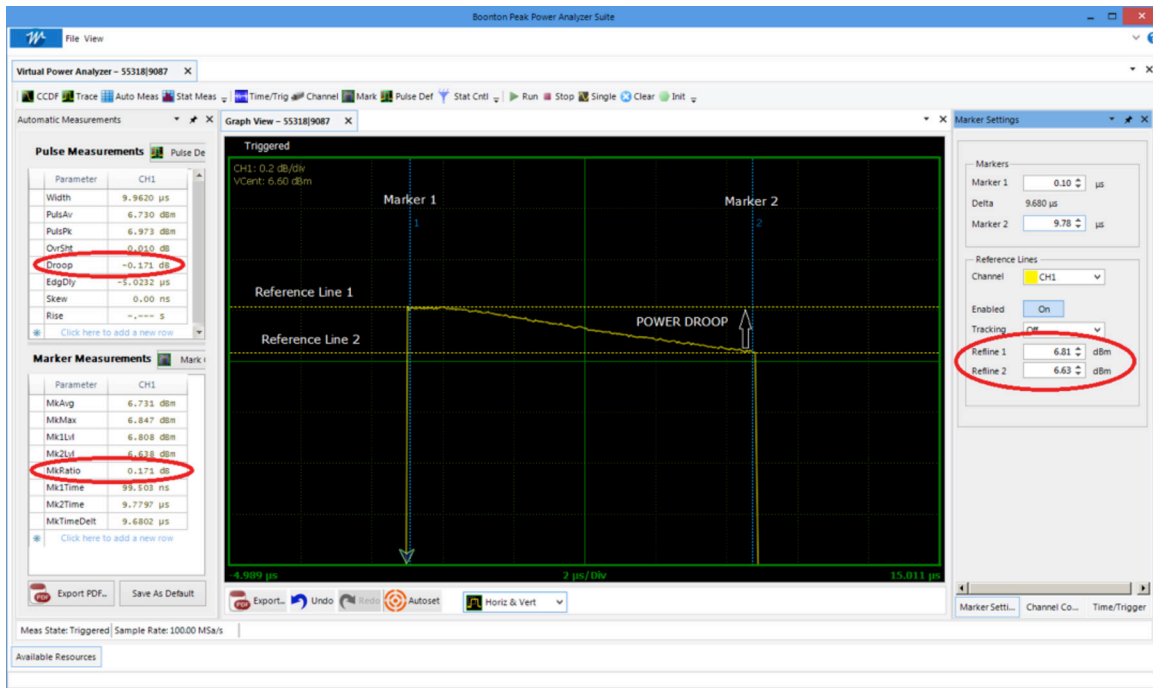 Boonton Peak Power Analyzer Suite
File View
Virtual Power Analyzer – 55318|9087 X
CCDF Trace Auto Meas Stat Meas Time/Trig Channel Mark Pulse Def Stat Cntl Run Stop Single Clear Init
Automatic Measurements
Pulse Measurements Pulse De
Parameter CH1
Width 9.9620 µs
PulsAv 6.730 dBm
PulsPk 6.973 dBm
OvrSht 0.010 dB
Droop -0.171 dB
EdgDly -5.0232 µs
Skew 0.00 ns
Rise -.--- s
Click here to add a new row
Marker Measurements Mark
Parameter CH1
MkAvg 6.731 dBm
MkMax 6.847 dBm
Mk1Lvl 6.808 dBm
Mk2Lvl 6.638 dBm
MkRatio 0.171 dB
Mk1Time 99.503 ns
Mk2Time 9.7797 µs
MkTimeDelt 9.6802 µs
Click here to add a new row
Export PDF... Save As Default
Graph View – 55318|9087 X
Triggered
CH1: 0.2 dB/div
VCent: 6.60 dBm
Marker 1
Marker 2
1
2
Reference Line 1
POWER DROOP
Reference Line 2
-4.989 µs
2 µs/Div
15.011 µs
PDF Export... Undo Redo Autoset Horiz & Vert
Marker Settings
Markers
Marker 1 0.10 µs
Delta 9.680 µs
Marker 2 9.78 µs
Reference Lines
Channel CH1
Enabled On
Tracking Off
Refline 1 6.81 dBm
Refline 2 6.63 dBm
Marker Setti... Channel Co... Time/Trigger
Meas State: Triggered Sample Rate: 100.00 MSa/s
Available Resources